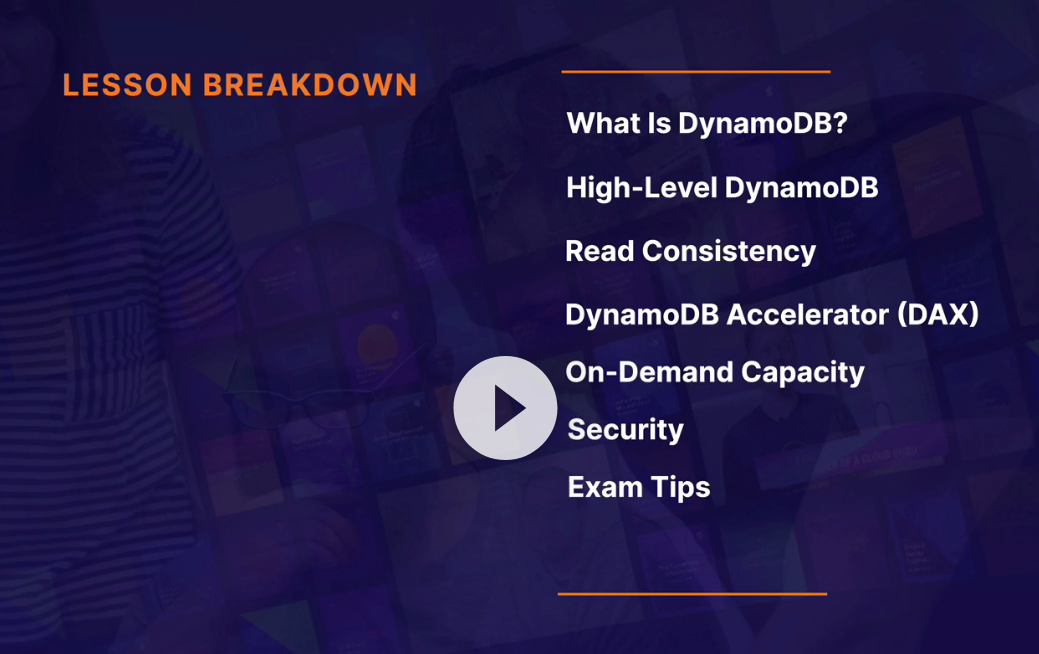 LESSON BREAKDOWN
What Is DynamoDB?
High-Level DynamoDB
Read Consistency
DynamoDB Accelerator (DAX)
On-Demand Capacity
Security
Exam Tips